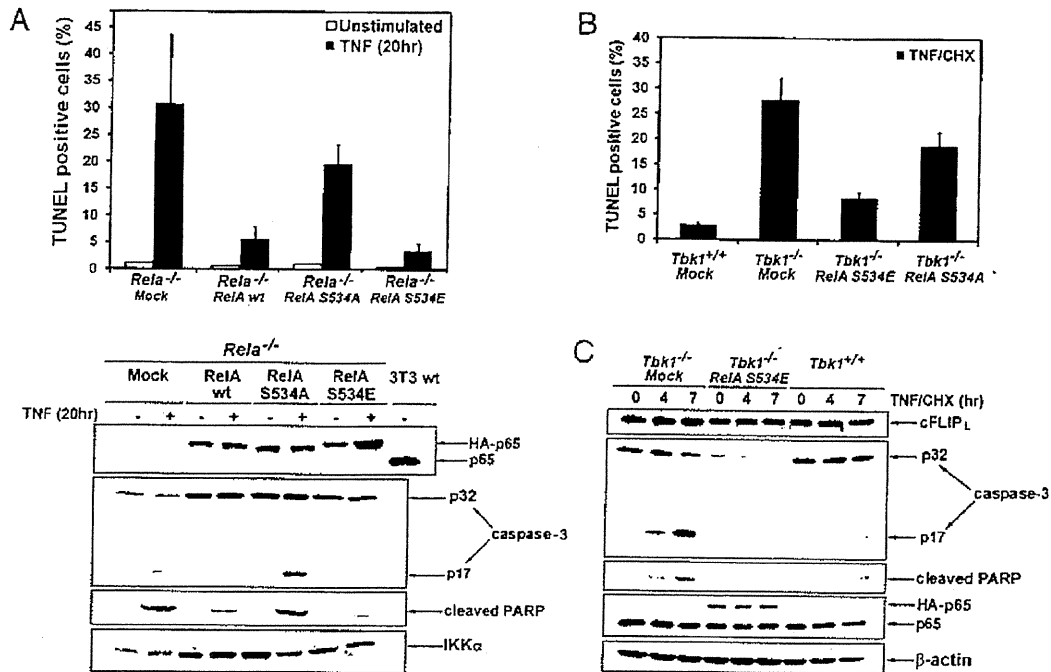 A
TUNEL positive cells (%)
45
40
35
30
25
20
15
10
5
0
Unstimulated
TNF (20hr)
Rela-/- Mock
Rela-/- RelA wt
Rela-/- RelA S534A
Rela-/- RelA S534E
B
TUNEL positive cells (%)
40
35
30
25
20
15
10
5
0
TNF/CHX
Tbk1+/+ Mock
Tbk1-/- Mock
Tbk1-/- RelA S534E
Tbk1-/- RelA S534A
Rela-/-
Mock
RelA wt
RelA S534A
RelA S534E
3T3 wt
TNF (20hr) - + - + - + - + -
HA-p65
p65
p32
caspase-3
p17
cleaved PARP
IKKα
C
Tbk1-/- Mock
Tbk1-/- RelA S534E
Tbk1+/+
0 4 7 0 4 7 0 4 7 TNF/CHX (hr)
cFLIPL
p32
caspase-3
p17
cleaved PARP
HA-p65
p65
β-actin